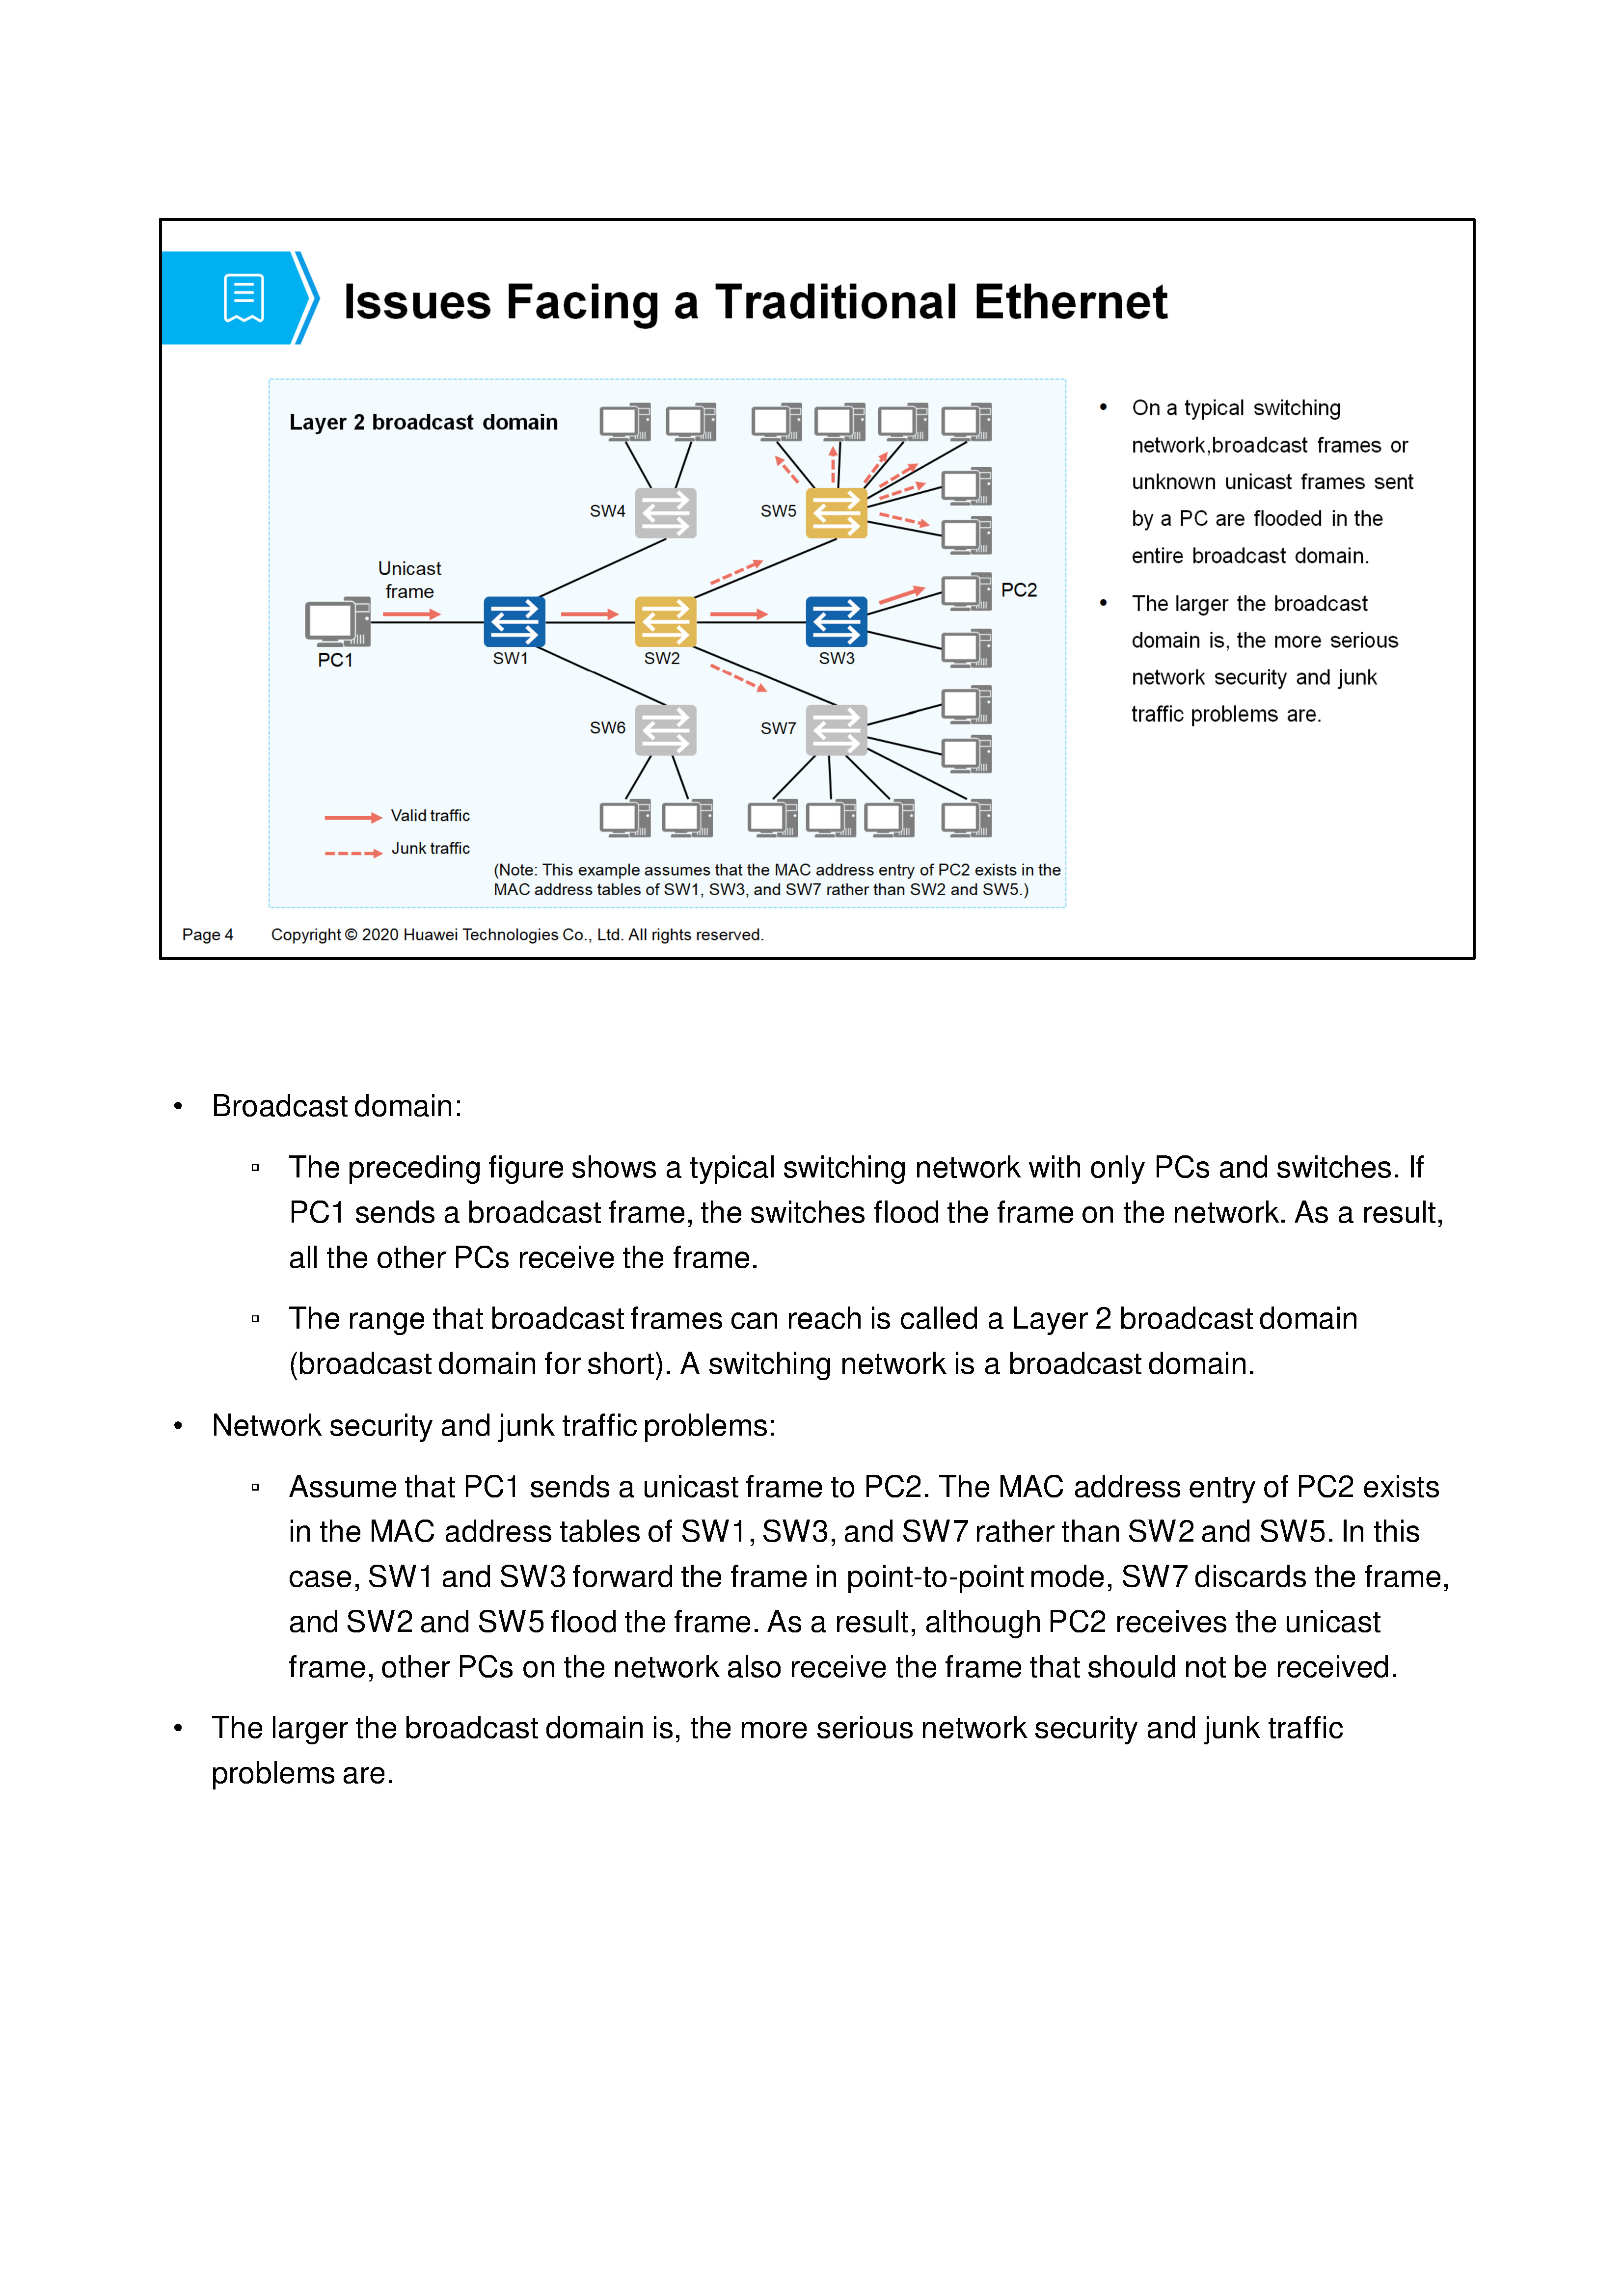 Issues Facing a Traditional Ethernet
Layer 2 broadcast domain
SW4
SW5
Unicast
frame
PC2
PC1
SW1
SW2
SW3
SW6
SW7
Valid traffic
Junk traffic
(Note: This example assumes that the MAC address entry of PC2 exists in the
MAC address tables of SW1, SW3, and SW7 rather than SW2 and SW5.)
• On a typical switching
network,broadcast frames or
unknown unicast frames sent
by a PC are flooded in the
entire broadcast domain.
• The larger the broadcast
domain is, the more serious
network security and junk
traffic problems are.
Page 4 Copyright © 2020 Huawei Technologies Co., Ltd. All rights reserved.
• Broadcast domain:
▫ The preceding figure shows a typical switching network with only PCs and switches. If
PC1 sends a broadcast frame, the switches flood the frame on the network. As a result,
all the other PCs receive the frame.
▫ The range that broadcast frames can reach is called a Layer 2 broadcast domain
(broadcast domain for short). A switching network is a broadcast domain.
• Network security and junk traffic problems:
▫ Assume that PC1 sends a unicast frame to PC2. The MAC address entry of PC2 exists
in the MAC address tables of SW1, SW3, and SW7 rather than SW2 and SW5. In this
case, SW1 and SW3 forward the frame in point-to-point mode, SW7 discards the frame,
and SW2 and SW5 flood the frame. As a result, although PC2 receives the unicast
frame, other PCs on the network also receive the frame that should not be received.
• The larger the broadcast domain is, the more serious network security and junk traffic
problems are.